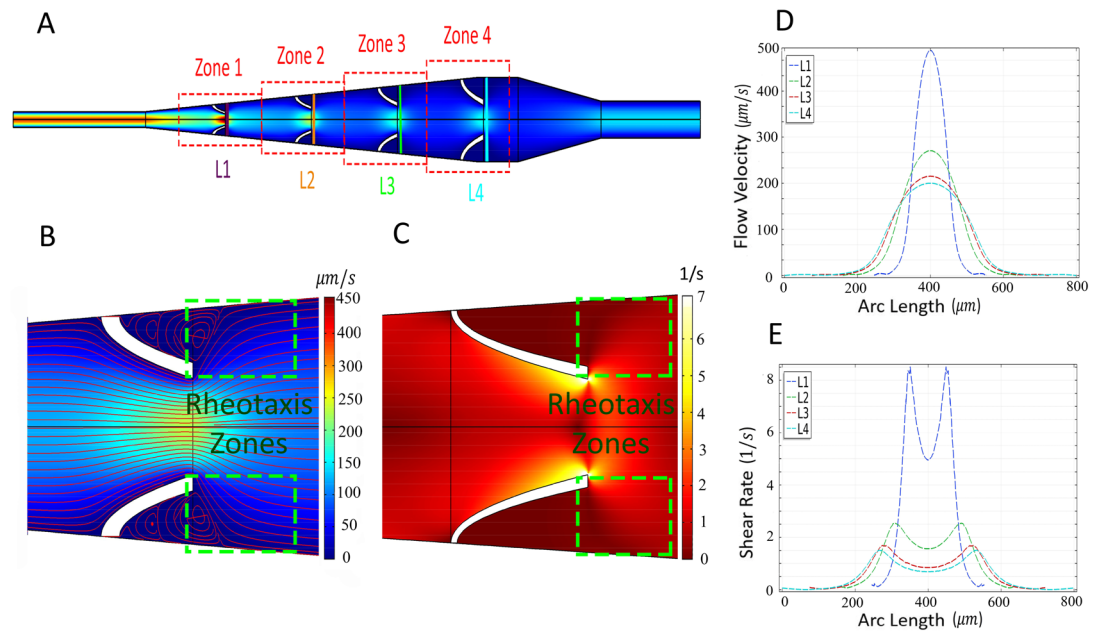 A
Zone 1
Zone 2
Zone 3
Zone 4
L1
L2
L3
L4
B
μm/s
450
400
350
300
250
200
150
100
50
0
Rheotaxis
Zones
C
1/s
7
6
5
4
3
2
1
0
Rheotaxis
Zones
D
Flow Velocity (μm/s)
500
400
300
200
100
0
L1
L2
L3
L4
0 200 400 600 800
Arc Length (μm)
E
Shear Rate (1/s)
8
6
4
2
0
L1
L2
L3
L4
0 200 400 600 800
Arc Length (μm)